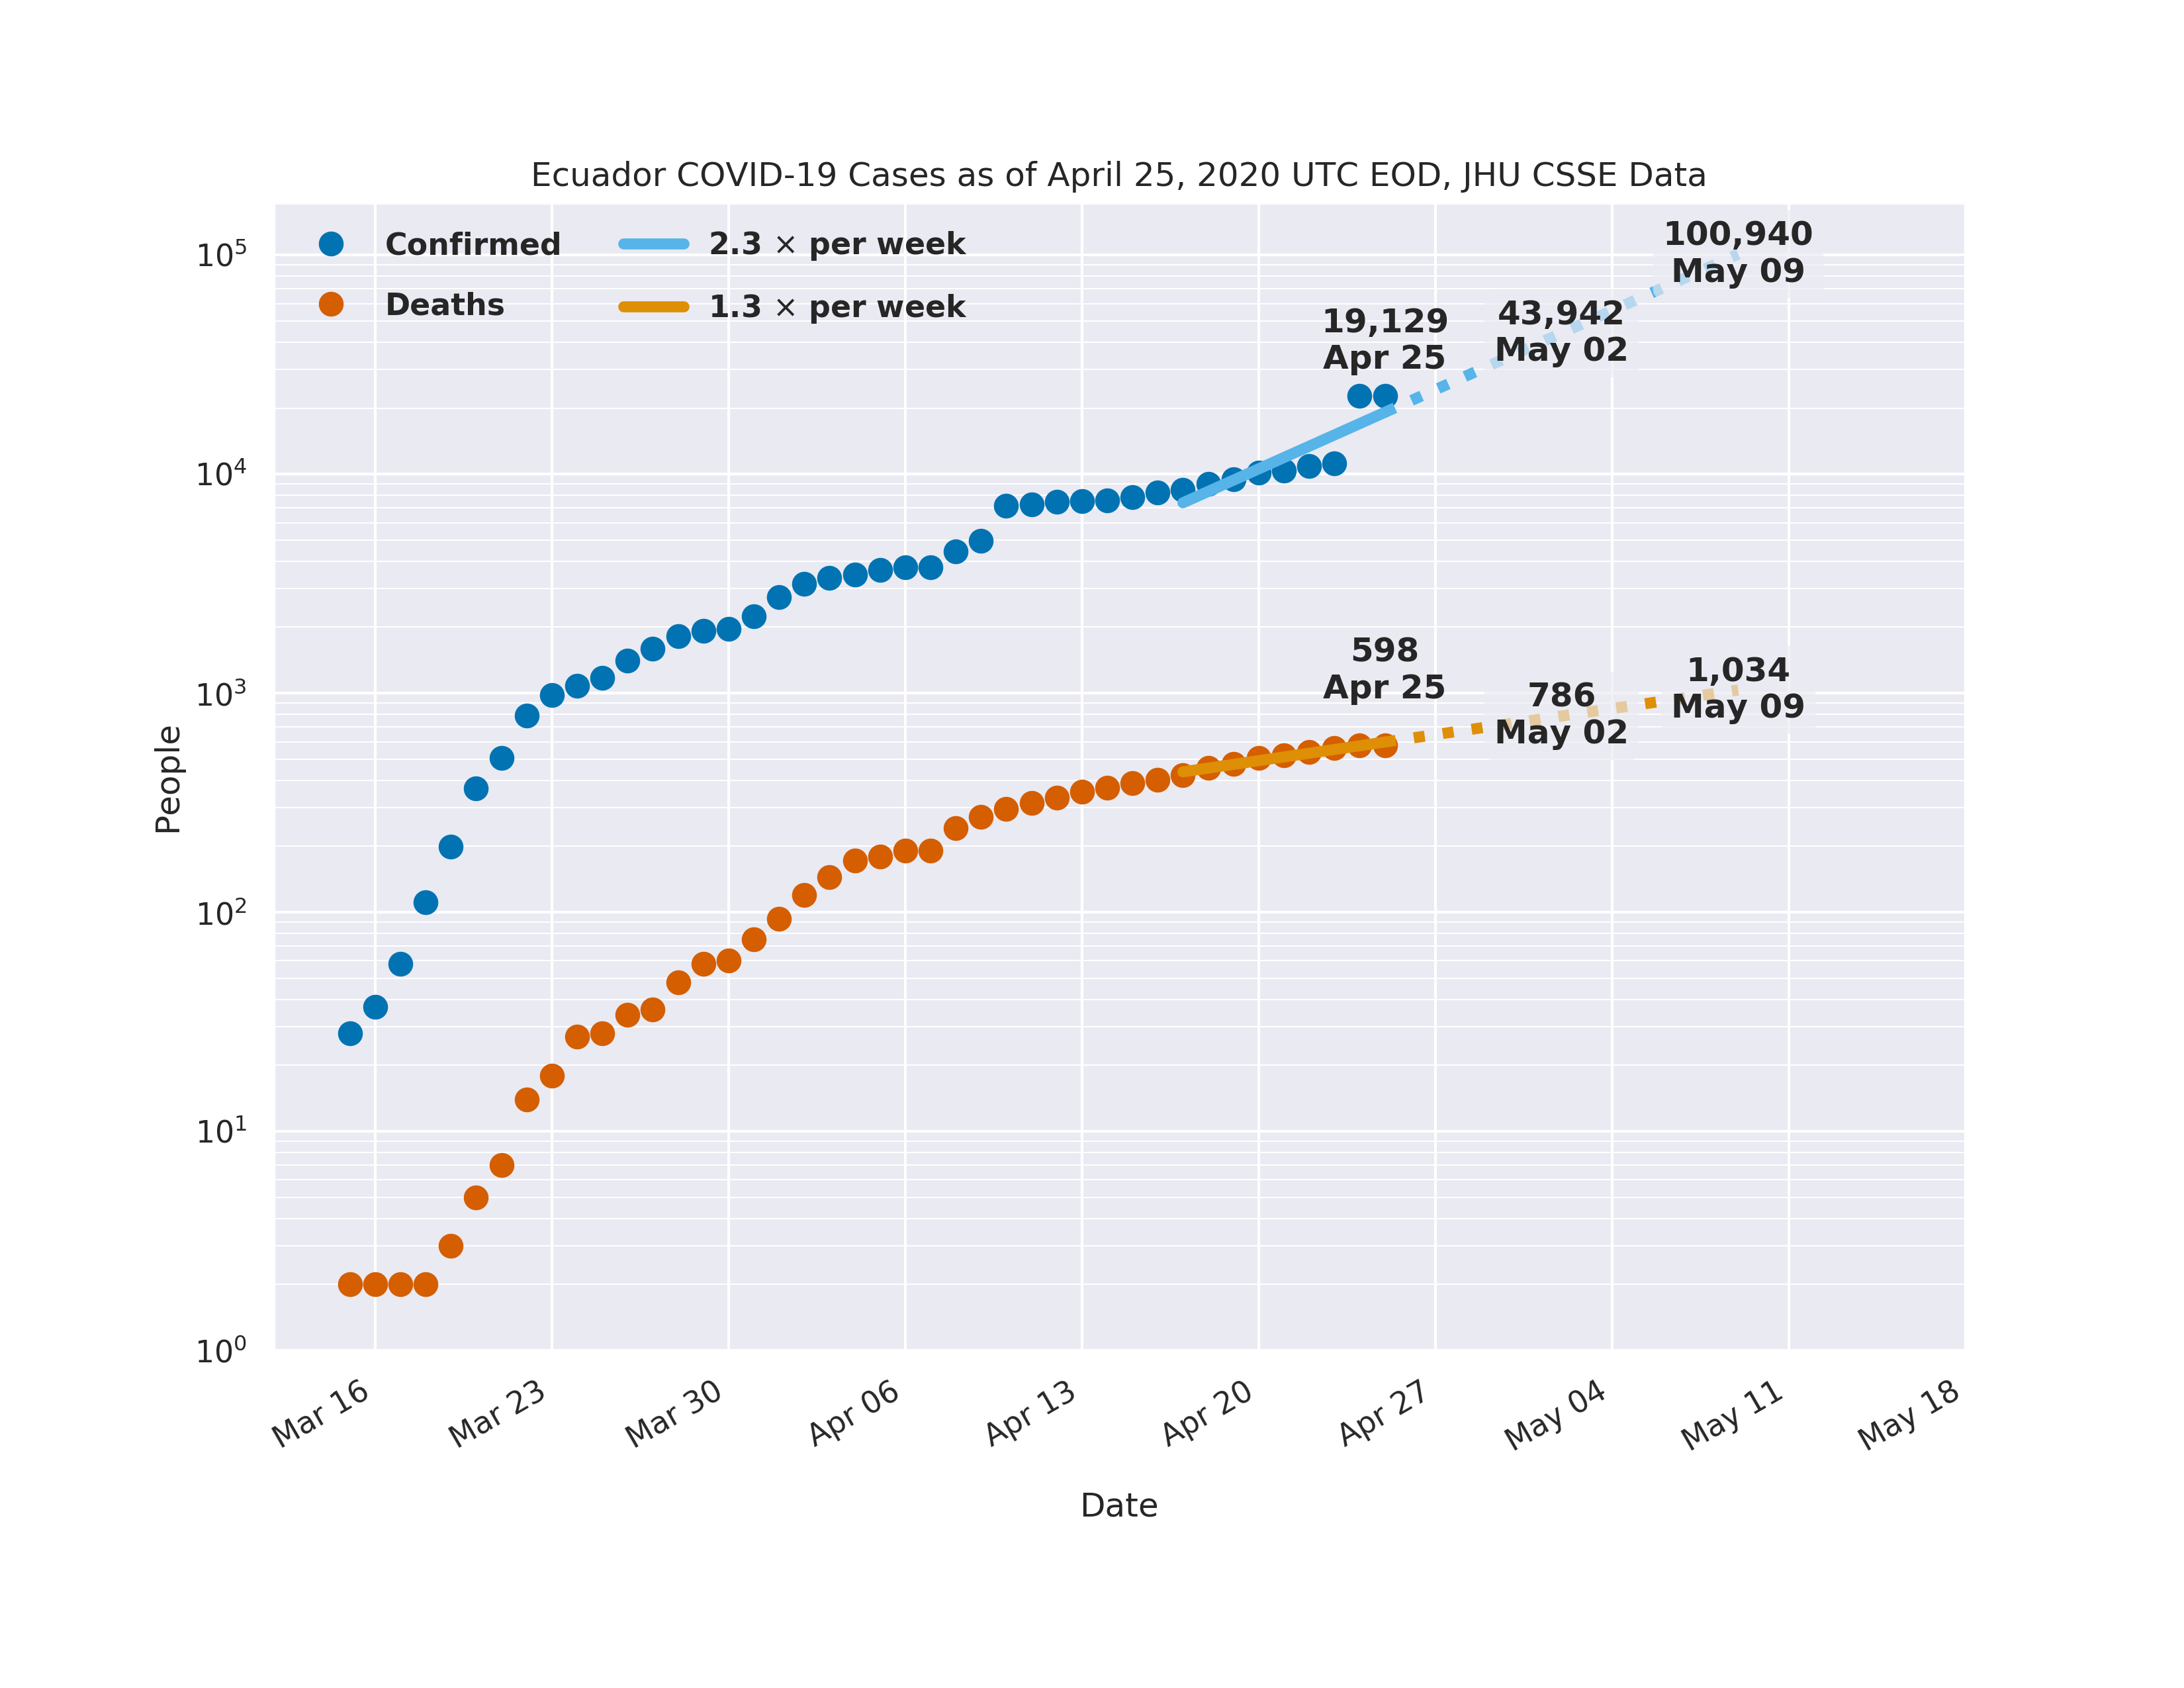 Ecuador COVID-19 Cases as of April 25, 2020 UTC EOD, JHU CSSE Data
Confirmed
Deaths
2.3 × per week
1.3 × per week
100,940
May 09
43,942
May 02
19,129
Apr 25
598
Apr 25
786
May 02
1,034
May 09
People
10⁵
10⁴
10³
10²
10¹
10⁰
Mar 16
Mar 23
Mar 30
Apr 06
Apr 13
Apr 20
Apr 27
May 04
May 11
May 18
Date